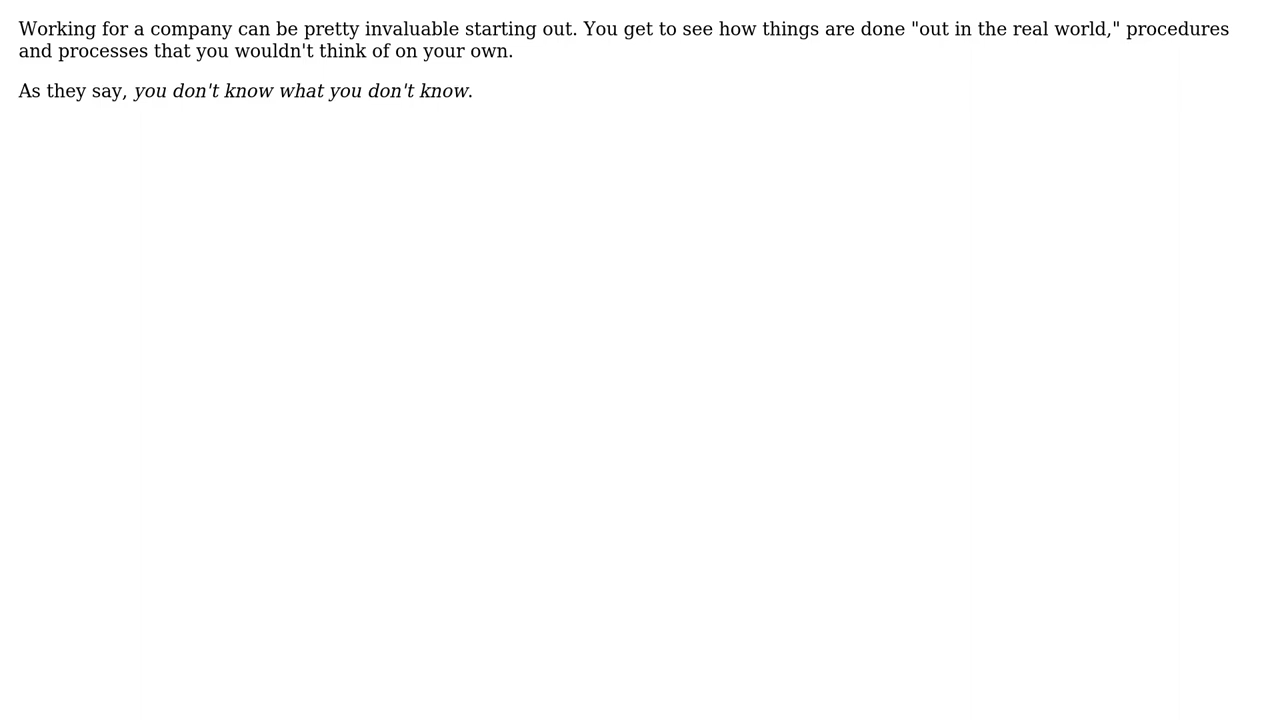 Working for a company can be pretty invaluable starting out. You get to see how things are done "out in the real world," procedures
and processes that you wouldn't think of on your own.
As they say, you don't know what you don't know.